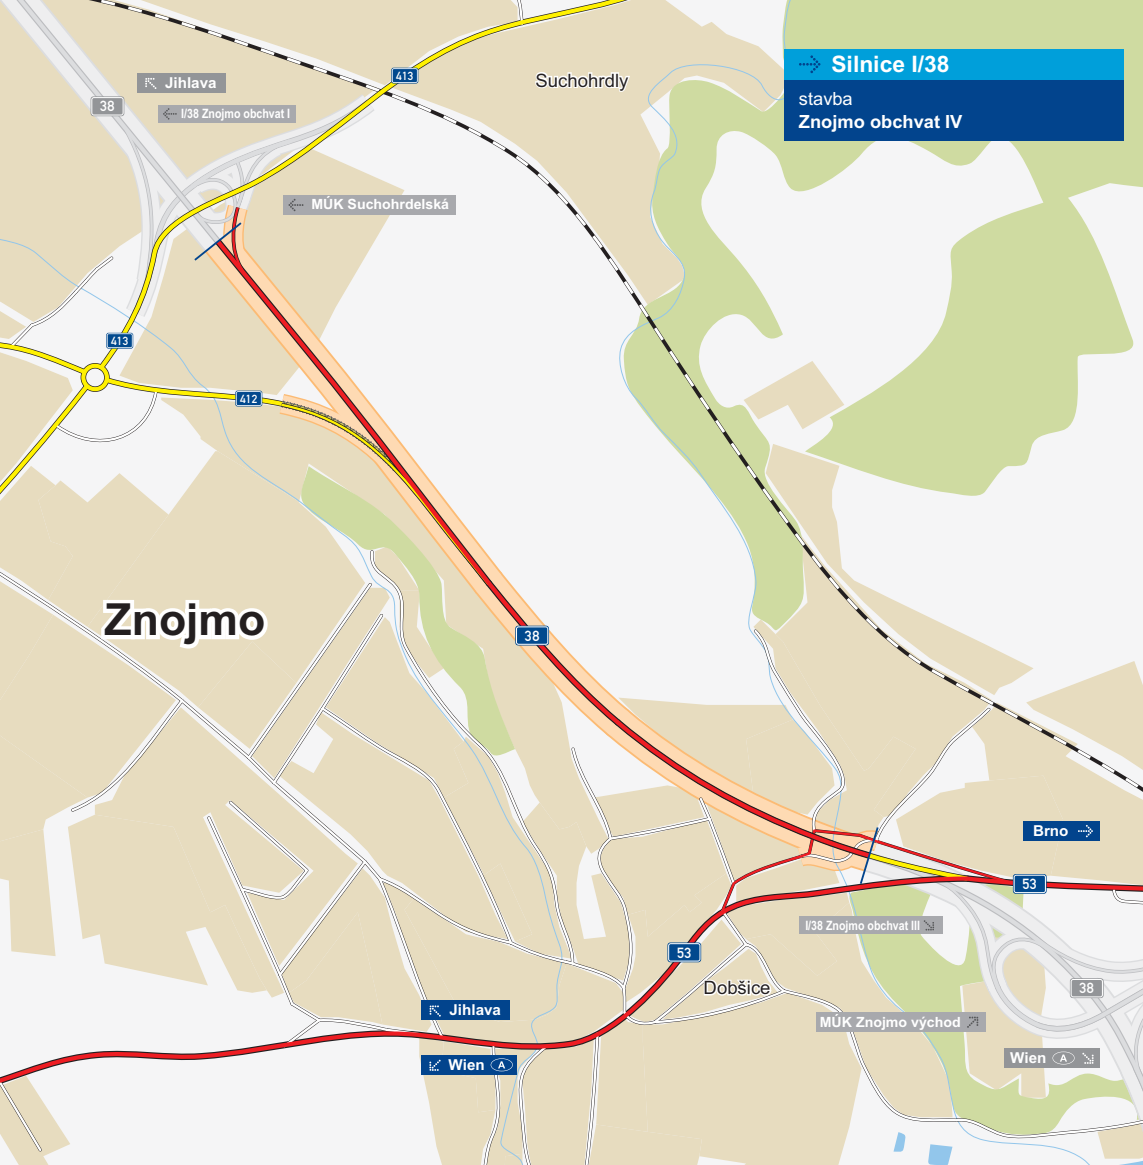 Silnice I/38
stavba
Znojmo obchvat IV
413
Suchohrdly
Jihlava
38
I/38 Znojmo obchvat I
MÚK Suchohrdelská
413
412
Znojmo
38
Brno
53
I/38 Znojmo obchvat III
53
Dobšice
38
Jihlava
MÚK Znojmo východ
Wien A
Wien A